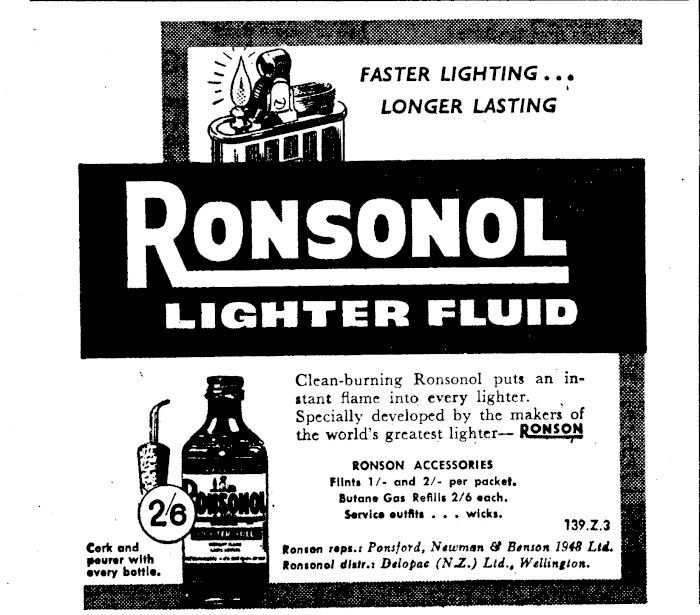 FASTER LIGHTING...
LONGER LASTING
RONSONOL
LIGHTER FLUID
Clean-burning Ronsonol puts an in-
stant flame into every lighter.
Specially developed by the makers of
the world's greatest lighter— RONSON
RONSON ACCESSORIES
Flints 1/- and 2/- per packet.
Butane Gas Refills 2/6 each.
Service outfits . . . wicks.
139.Z.3
2/6
RONSONOL
Cork and
pourer with
every bottle.
Ronson reps.: Ponsford, Newman & Benson 1948 Ltd.
Ronsonol distr.: Delopac (N.Z.) Ltd., Wellington.